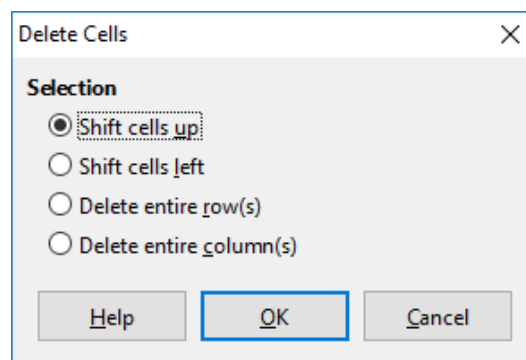 Delete Cells
Selection
Shift cells up
Shift cells left
Delete entire row(s)
Delete entire column(s)
Help OK Cancel